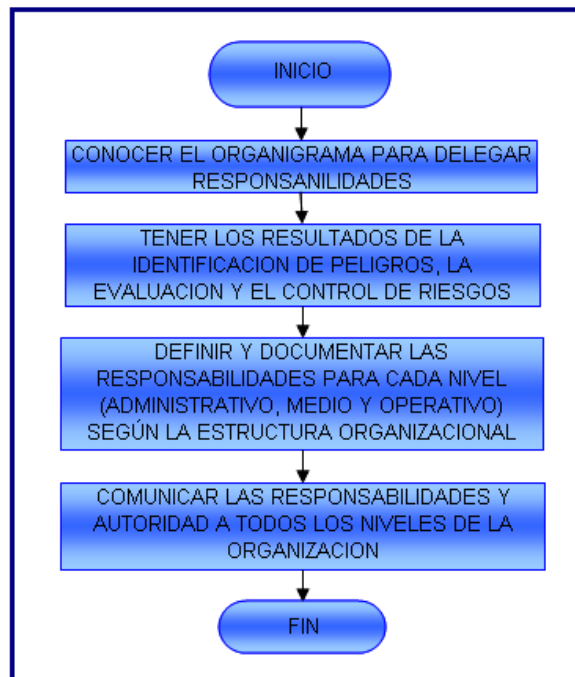 INICIO
CONOCER EL ORGANIGRAMA PARA DELEGAR
RESPONSANILIDADES
TENER LOS RESULTADOS DE LA
IDENTIFICACION DE PELIGROS, LA
EVALUACION Y EL CONTROL DE RIESGOS
DEFINIR Y DOCUMENTAR LAS
RESPONSABILIDADES PARA CADA NIVEL
(ADMINISTRATIVO, MEDIO Y OPERATIVO)
SEGÚN LA ESTRUCTURA ORGANIZACIONAL
COMUNICAR LAS RESPONSABILIDADES Y
AUTORIDAD A TODOS LOS NIVELES DE LA
ORGANIZACION
FIN